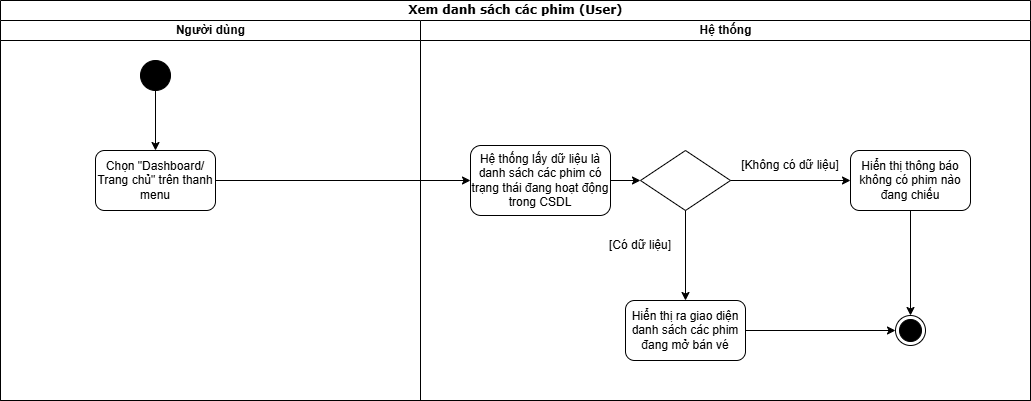 Xem danh sách các phim (User)
Người dùng
Hệ thống
Chọn "Dashboard/
Trang chủ" trên thanh
menu
Hệ thống lấy dữ liệu là
danh sách các phim có
trạng thái đang hoạt động
trong CSDL
[Không có dữ liệu]
Hiển thị thông báo
không có phim nào
đang chiếu
[Có dữ liệu]
Hiển thị ra giao diện
danh sách các phim
đang mở bán vé